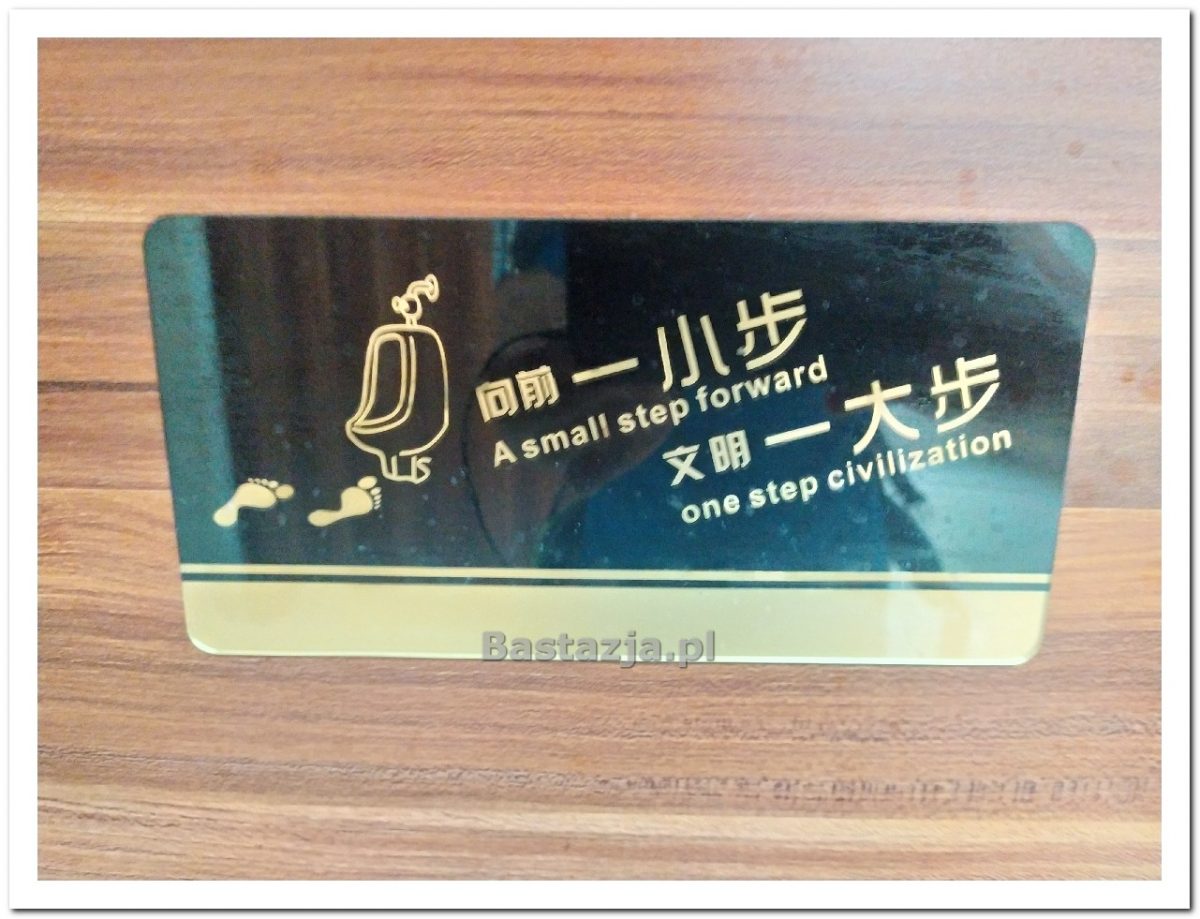 向前一小步
A small step forward
文明一大步
one step civilization
Bastazja.pl